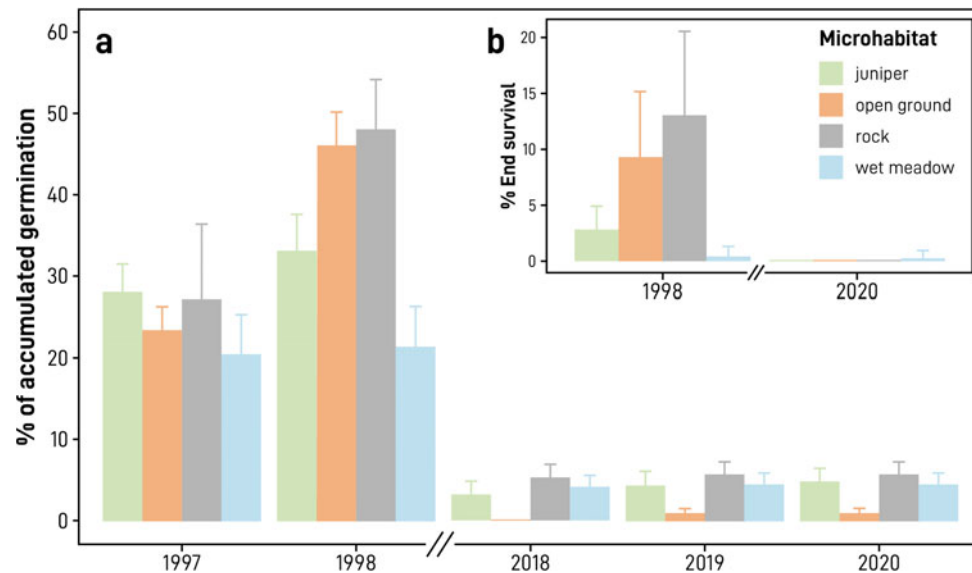 a
% of accumulated germination
60
50
40
30
20
10
0
1997
1998
//
2018
2019
2020
b
% End survival
20
15
10
5
0
1998
//
2020
Microhabitat
juniper
open ground
rock
wet meadow